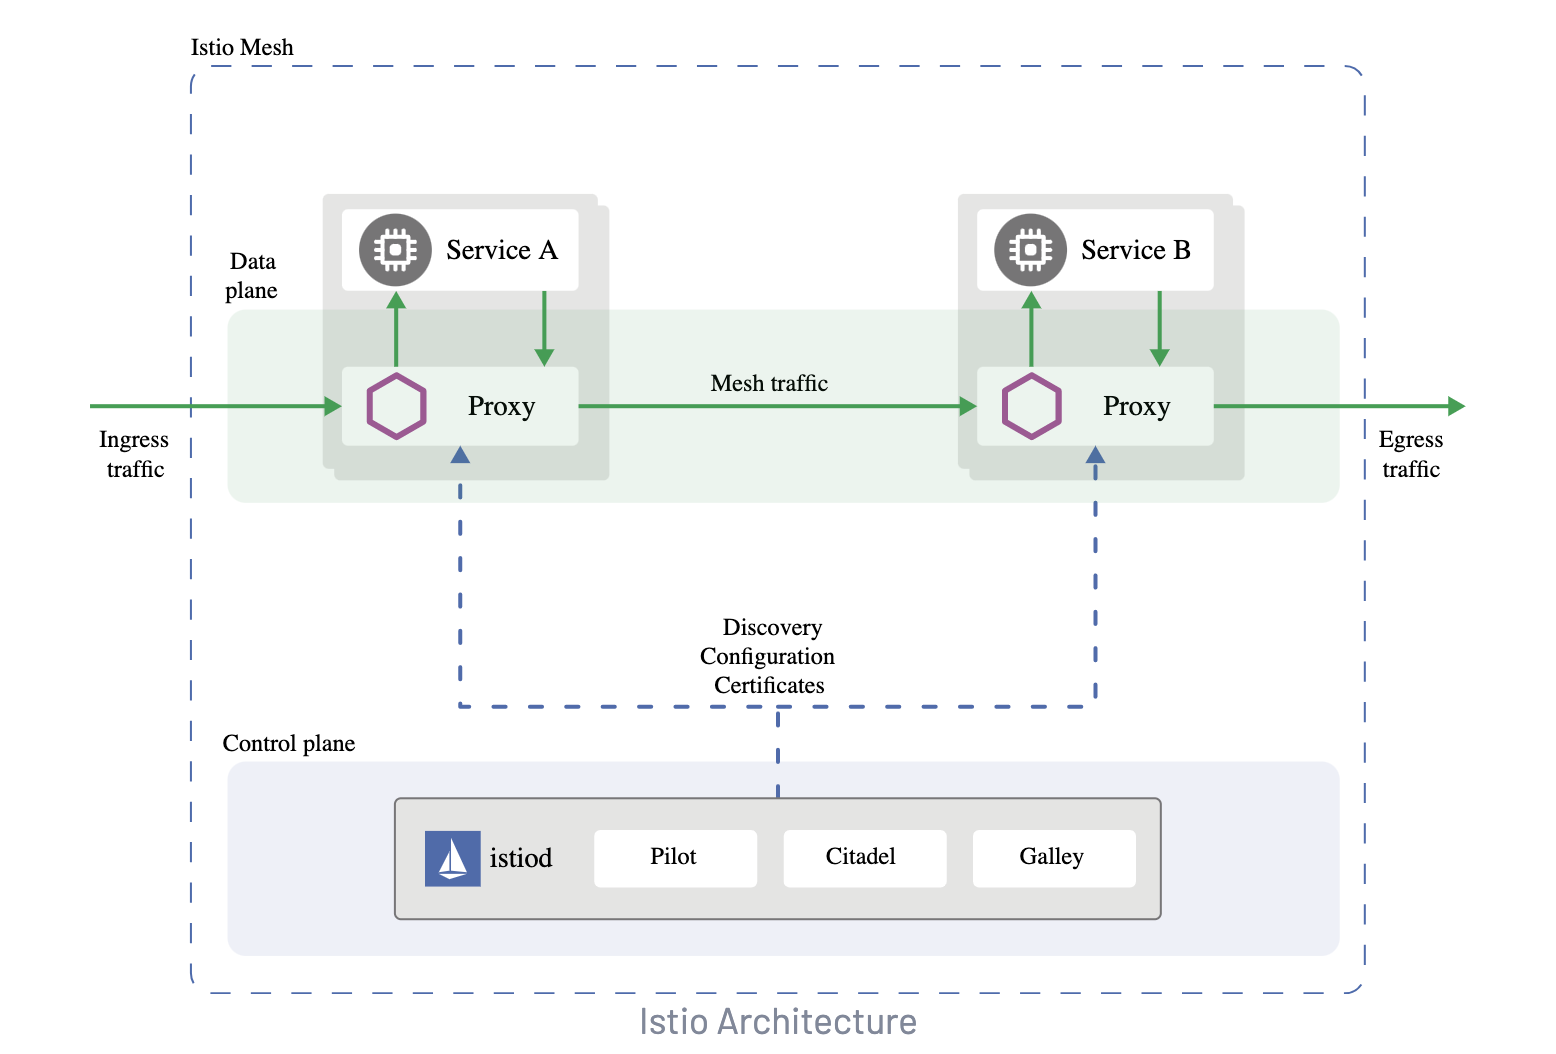 Istio Mesh
Service A
Service B
Data
plane
Proxy
Mesh traffic
Proxy
Ingress
traffic
Egress
traffic
Discovery
Configuration
Certificates
Control plane
istiod
Pilot
Citadel
Galley
Istio Architecture